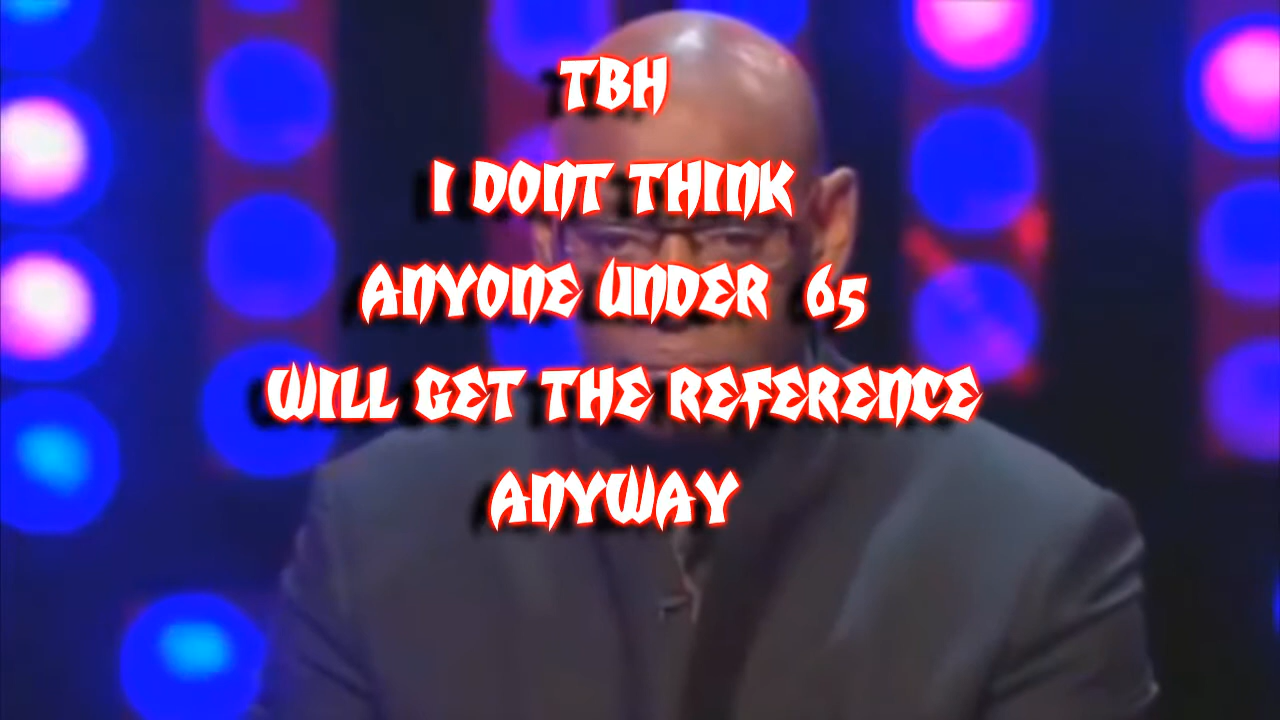 TBH
I DONT THINK
ANYONE UNDER 65
WILL GET THE REFERENCE
ANYWAY